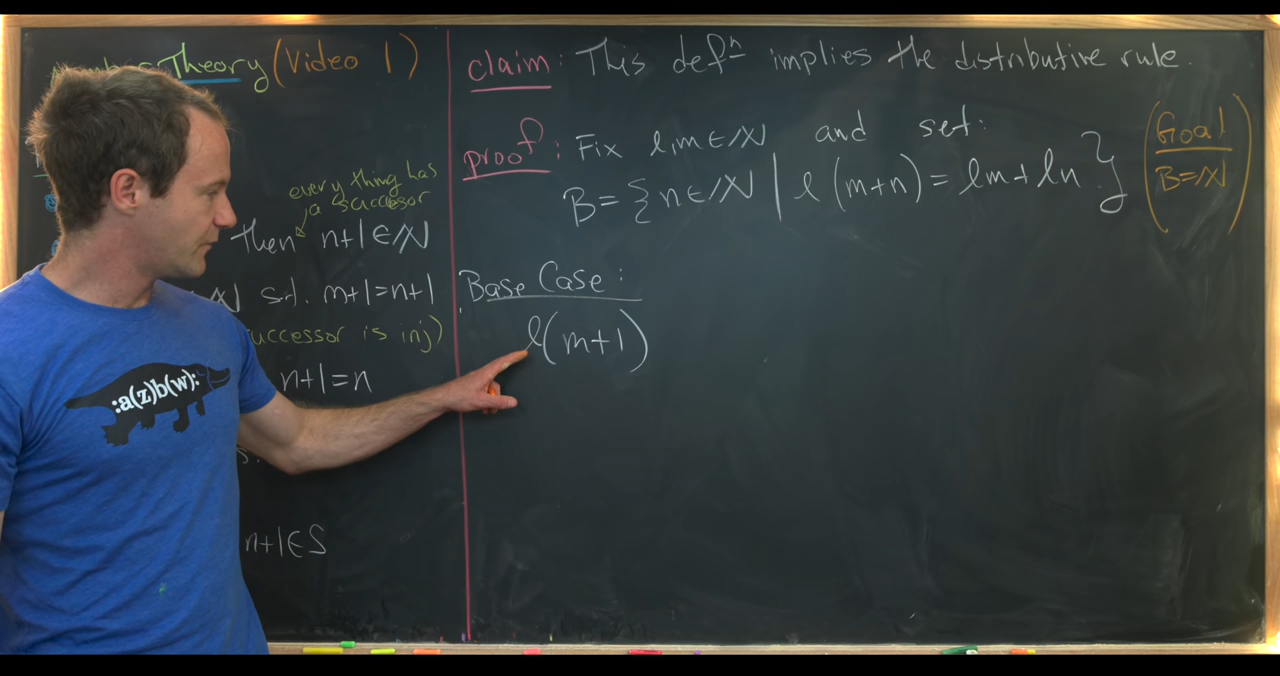 Theory (Video 1)
every thing has
a successor
Then n+1∈ℕ
s.t. m+1=n+1
successor is inj)
n+1=n
n+1∈S
:a(z)b(w):
claim: This defⁿ implies the distributive rule.
proof: Fix l,m∈ℕ and set:
B={n∈ℕ | l(m+n)=lm+ln.}
(Goal
B=ℕ)
Base Case:
l(m+1)